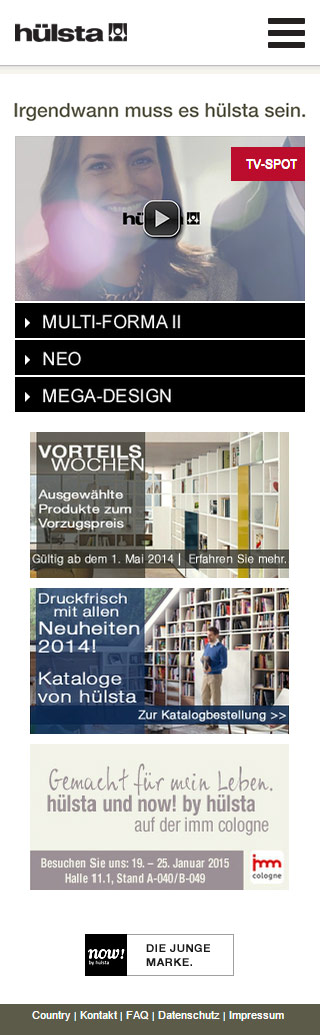 hülsta
Irgendwann muss es hülsta sein.
TV-SPOT
hülsta
MULTI-FORMA II
NEO
MEGA-DESIGN
VORTEILS
WOCHEN
Ausgewählte
Produkte zum
Vorzugspreis
Gültig ab dem 1. Mai 2014 | Erfahren Sie mehr.
Druckfrisch
mit allen
Neuheiten
2014!
Kataloge
von hülsta
Zur Katalogbestellung >>
Gemacht für mein Leben.
hülsta und now! by hülsta
auf der imm cologne
Besuchen Sie uns: 19. – 25. Januar 2015
Halle 11.1, Stand A-040/B-049
imm
cologne
now!
by hülsta
DIE JUNGE
MARKE.
Country | Kontakt | FAQ | Datenschutz | Impressum